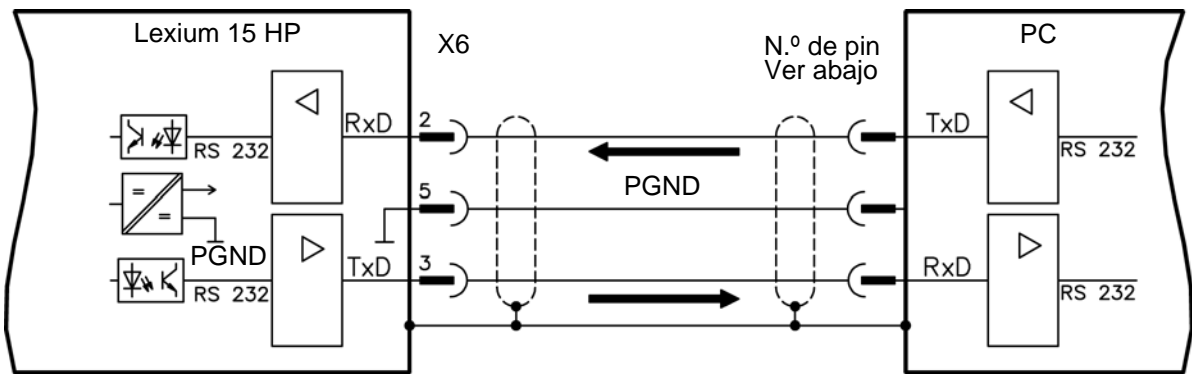 Lexium 15 HP
X6
N.º de pin
Ver abajo
PC
RxD
2
TxD
RS 232
RS 232
PGND
5
=
=
PGND
TxD
3
RxD
RS 232
RS 232